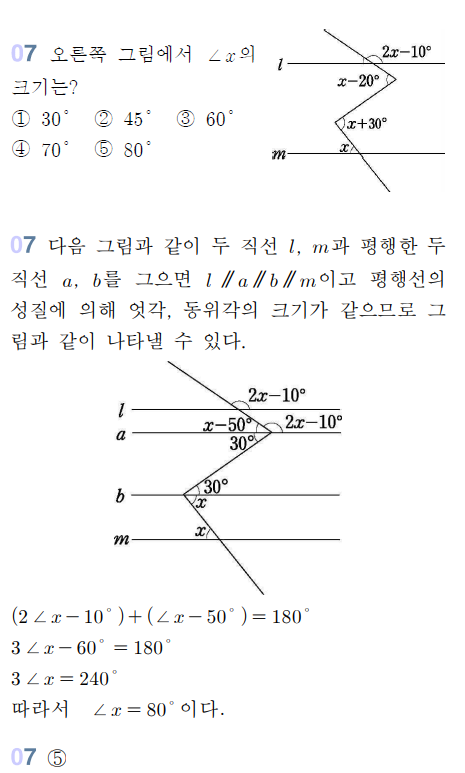 07 오른쪽 그림에서 ∠x의
크기는?
① 30° ② 45° ③ 60°
④ 70° ⑤ 80°
l
2x−10°
x−20°
x+30°
m
x
07 다음 그림과 같이 두 직선 l, m과 평행한 두
직선 a, b를 그으면 l∥a∥b∥m이고 평행선의
성질에 의해 엇각, 동위각의 크기가 같으므로 그
림과 같이 나타낼 수 있다.
2x−10°
l
a
x−50°
2x−10°
30°
b
30°
x
m
x
(2∠x−10°)+(∠x−50°)=180°
3∠x−60°=180°
3∠x=240°
따라서 ∠x=80°이다.
07 ⑤